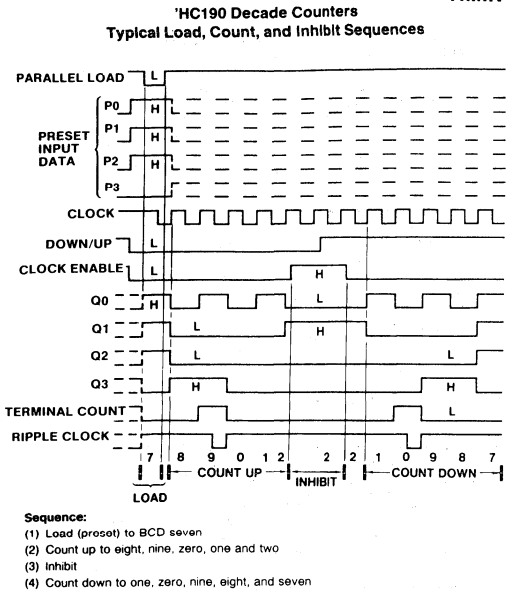 'HC190 Decade Counters
Typical Load, Count, and Inhibit Sequences
PARALLEL LOAD L
P0 H
P1 H
PRESET
INPUT
DATA
P2 H
P3
CLOCK
DOWN/UP L
CLOCK ENABLE L H
Q0 H L
Q1 L H
Q2 L L
Q3 H H
TERMINAL COUNT L
RIPPLE CLOCK
7 8 9 0 1 2 2 2 1 0 9 8 7
COUNT UP INHIBIT COUNT DOWN
LOAD
Sequence:
(1) Load (preset) to BCD seven
(2) Count up to eight, nine, zero, one and two
(3) Inhibit
(4) Count down to one, zero, nine, eight, and seven